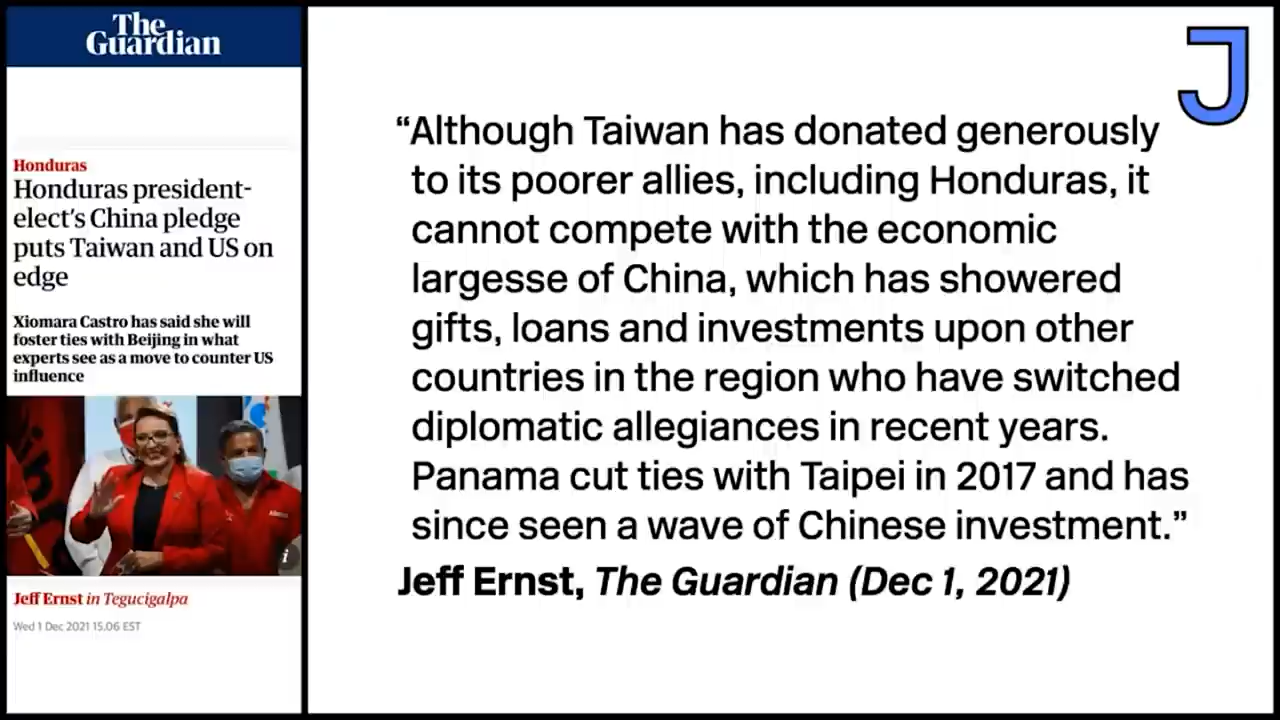 The
Guardian
Honduras
Honduras president-
elect's China pledge
puts Taiwan and US on
edge
Xiomara Castro has said she will
foster ties with Beijing in what
experts see as a move to counter US
influence
i
Jeff Ernst in Tegucigalpa
Wed 1 Dec 2021 15.06 EST
J
“Although Taiwan has donated generously
to its poorer allies, including Honduras, it
cannot compete with the economic
largesse of China, which has showered
gifts, loans and investments upon other
countries in the region who have switched
diplomatic allegiances in recent years.
Panama cut ties with Taipei in 2017 and has
since seen a wave of Chinese investment.”
Jeff Ernst, The Guardian (Dec 1, 2021)